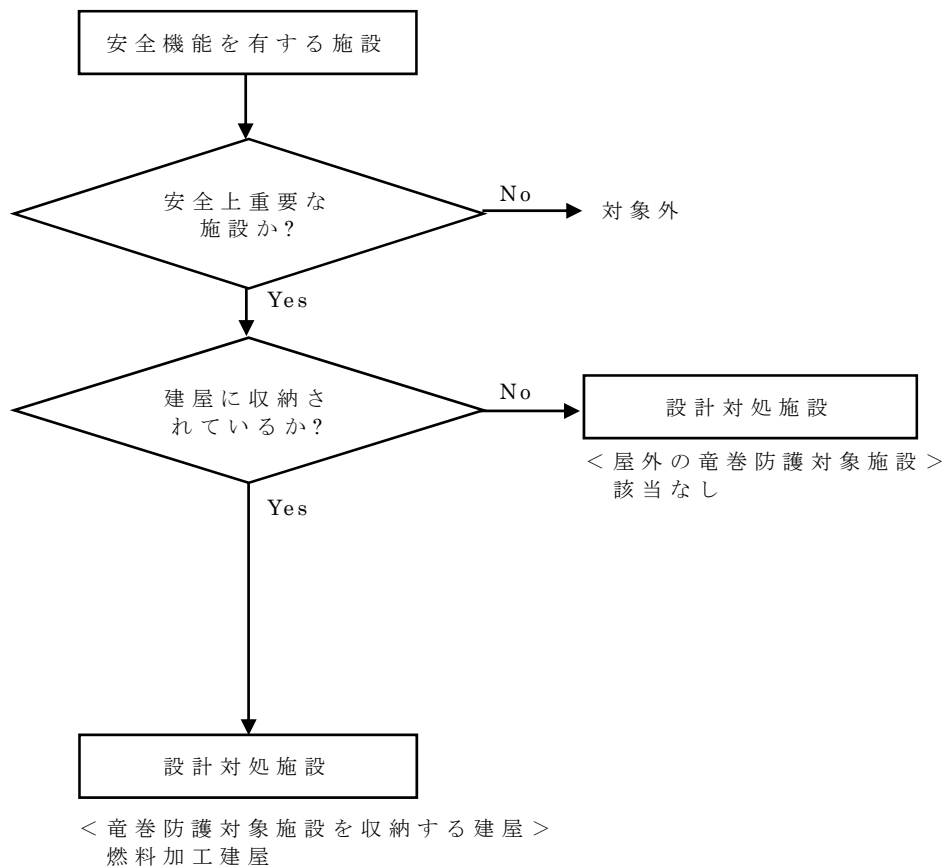 安全機能を有する施設
安全上重要な
施設か?
No
対象外
Yes
建屋に収納さ
れているか?
No
設計対処施設
<屋外の竜巻防護対象施設>
該当なし
Yes
設計対処施設
<竜巻防護対象施設を収納する建屋>
燃料加工建屋